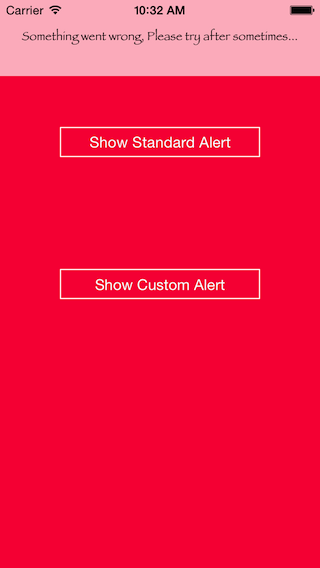 Carrier 10:32 AM
Something went wrong, Please try after sometimes...
Show Standard Alert
Show Custom Alert